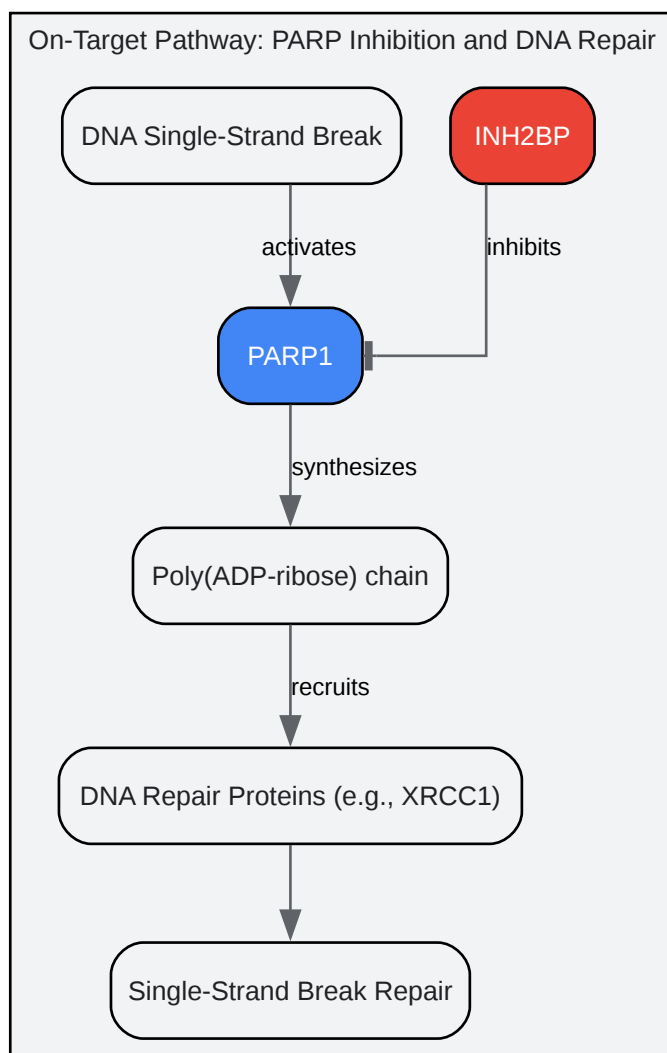 On-Target Pathway: PARP Inhibition and DNA Repair
DNA Single-Strand Break
INH2BP
activates
inhibits
PARP1
synthesizes
Poly(ADP-ribose) chain
recruits
DNA Repair Proteins (e.g., XRCC1)
Single-Strand Break Repair